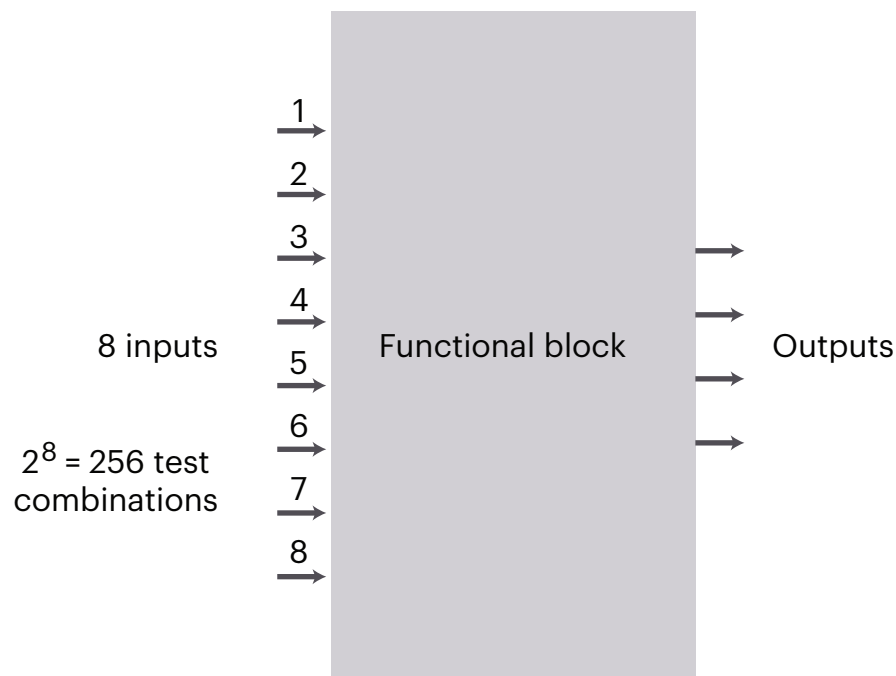 1
2
3
4
5
6
7
8
8 inputs
2⁸ = 256 test
combinations
Functional block
Outputs